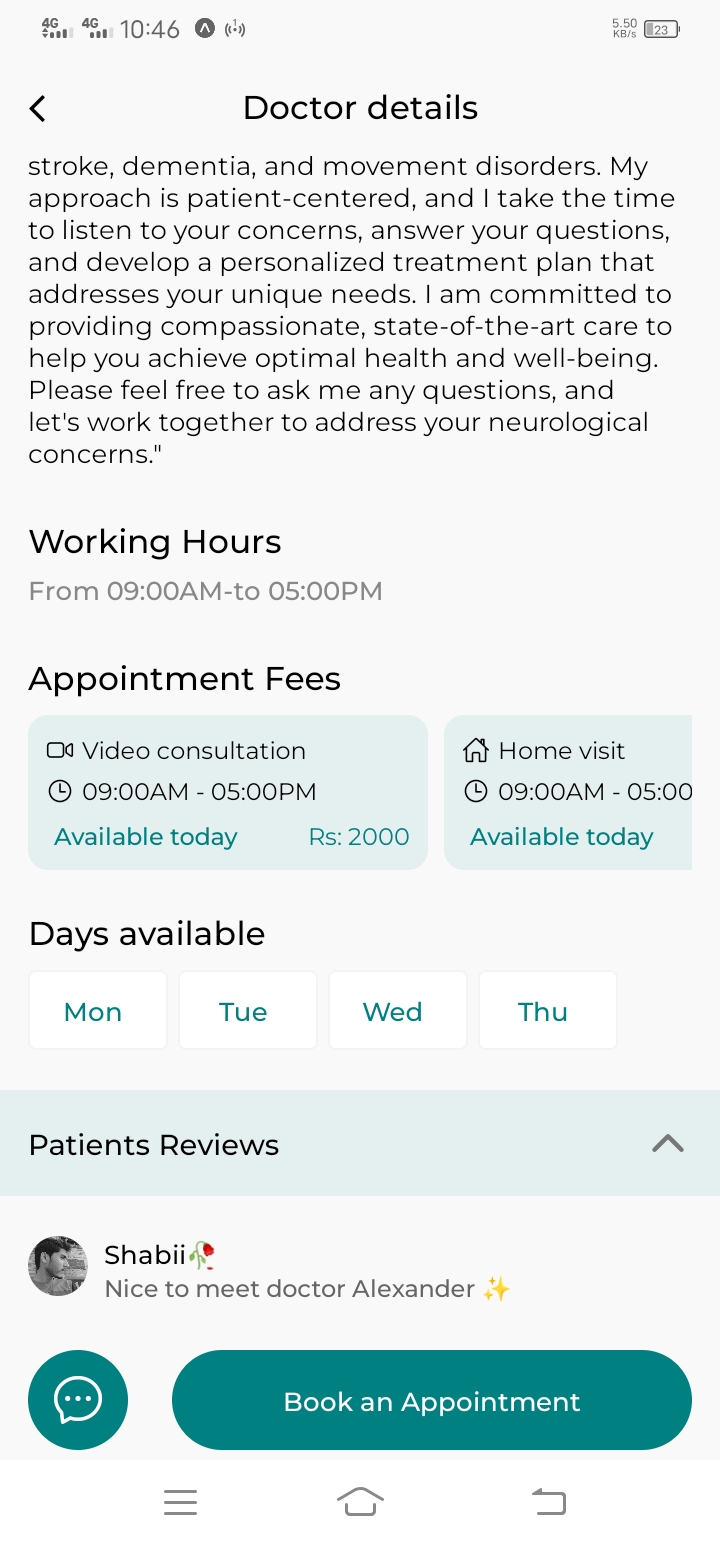 4G 4G 10:46 5.50 KB/s 23
Doctor details
stroke, dementia, and movement disorders. My
approach is patient-centered, and I take the time
to listen to your concerns, answer your questions,
and develop a personalized treatment plan that
addresses your unique needs. I am committed to
providing compassionate, state-of-the-art care to
help you achieve optimal health and well-being.
Please feel free to ask me any questions, and
let's work together to address your neurological
concerns."
Working Hours
From 09:00AM-to 05:00PM
Appointment Fees
Video consultation
09:00AM - 05:00PM
Available today Rs: 2000
Home visit
09:00AM - 05:00
Available today
Days available
Mon Tue Wed Thu
Patients Reviews
Shabii🥀
Nice to meet doctor Alexander ✨
Book an Appointment